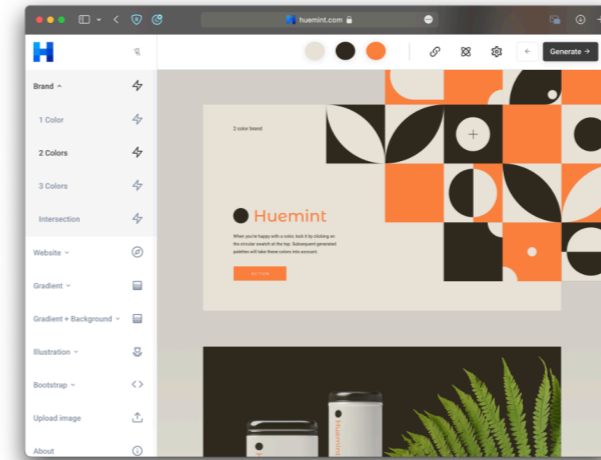 huemint.com
H
Generate →
Brand
1 Color
2 Colors
3 Colors
Intersection
Website
Gradient
Gradient + Background
Illustration
Bootstrap
Upload image
About
2 color brand
Huemint
When you're happy with a color, lock it by clicking on
the circular swatch at the top. Subsequent generated
palettes will take these colors into account.
Huemint